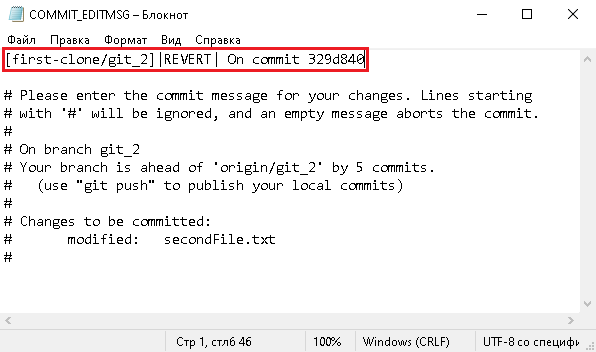 COMMIT_EDITMSG – Блокнот
Файл Правка Формат Вид Справка
[first-clone/git_2]|REVERT| On commit 329d840
# Please enter the commit message for your changes. Lines starting
# with '#' will be ignored, and an empty message aborts the commit.
#
# On branch git_2
# Your branch is ahead of 'origin/git_2' by 5 commits.
#   (use "git push" to publish your local commits)
#
# Changes to be committed:
#       modified:   secondFile.txt
#
Стр 1, стлб 46 100% Windows (CRLF) UTF-8 со специфи